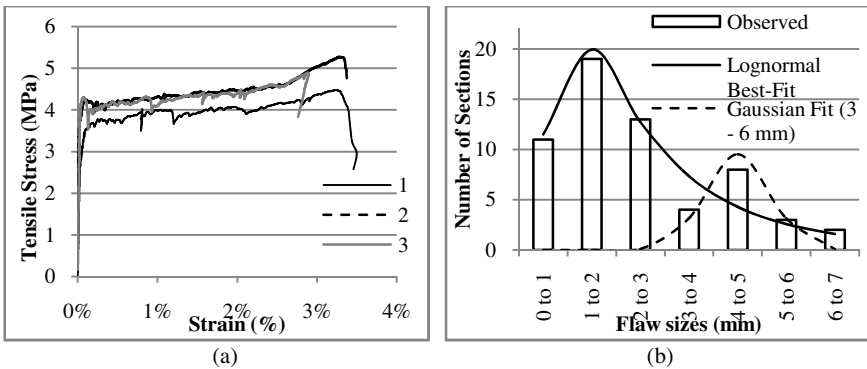 Tensile Stress (MPa)
6
5
4
3
2
1
0
0% 1% 2% 3% 4%
Strain (%)
1
2
3
(a)
Number of Sections
20
15
10
5
0
Observed
Lognormal
Best-Fit
Gaussian Fit (3
- 6 mm)
0 to 1
1 to 2
2 to 3
3 to 4
4 to 5
5 to 6
6 to 7
Flaw sizes (mm)
(b)